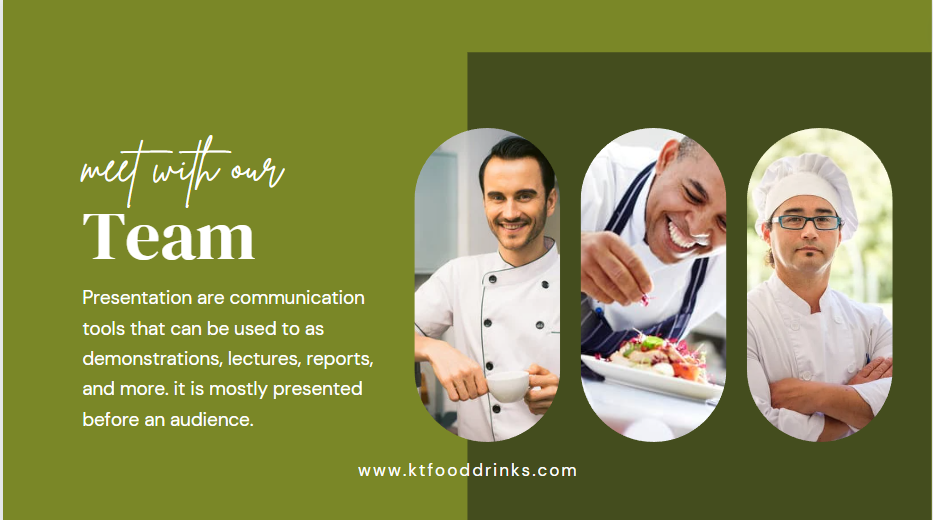 meet with our
Team
Presentation are communication
tools that can be used to as
demonstrations, lectures, reports,
and more. it is mostly presented
before an audience.
www.ktfooddrinks.com